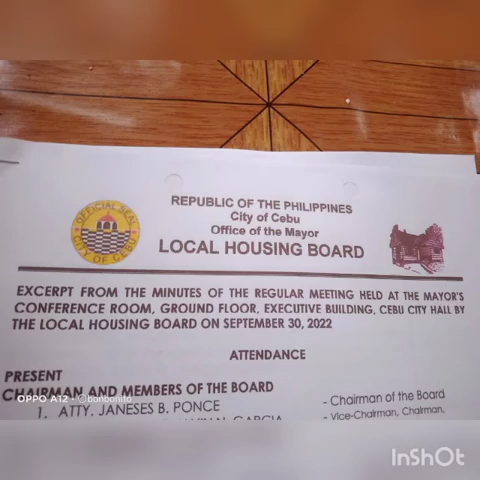 REPUBLIC OF THE PHILIPPINES
City of Cebu
Office of the Mayor
LOCAL HOUSING BOARD
OFFICIAL SEAL
CITY OF CEBU
EXCERPT FROM THE MINUTES OF THE REGULAR MEETING HELD AT THE MAYOR'S
CONFERENCE ROOM, GROUND FLOOR, EXECUTIVE BUILDING, CEBU CITY HALL BY
THE LOCAL HOUSING BOARD ON SEPTEMBER 30, 2022
ATTENDANCE
PRESENT
CHAIRMAN AND MEMBERS OF THE BOARD
1. ATTY. JANESES B. PONCE - Chairman of the Board
GARCIA - Vice-Chairman, Chairman,
OPPO A12 · @banbonito
InShOt